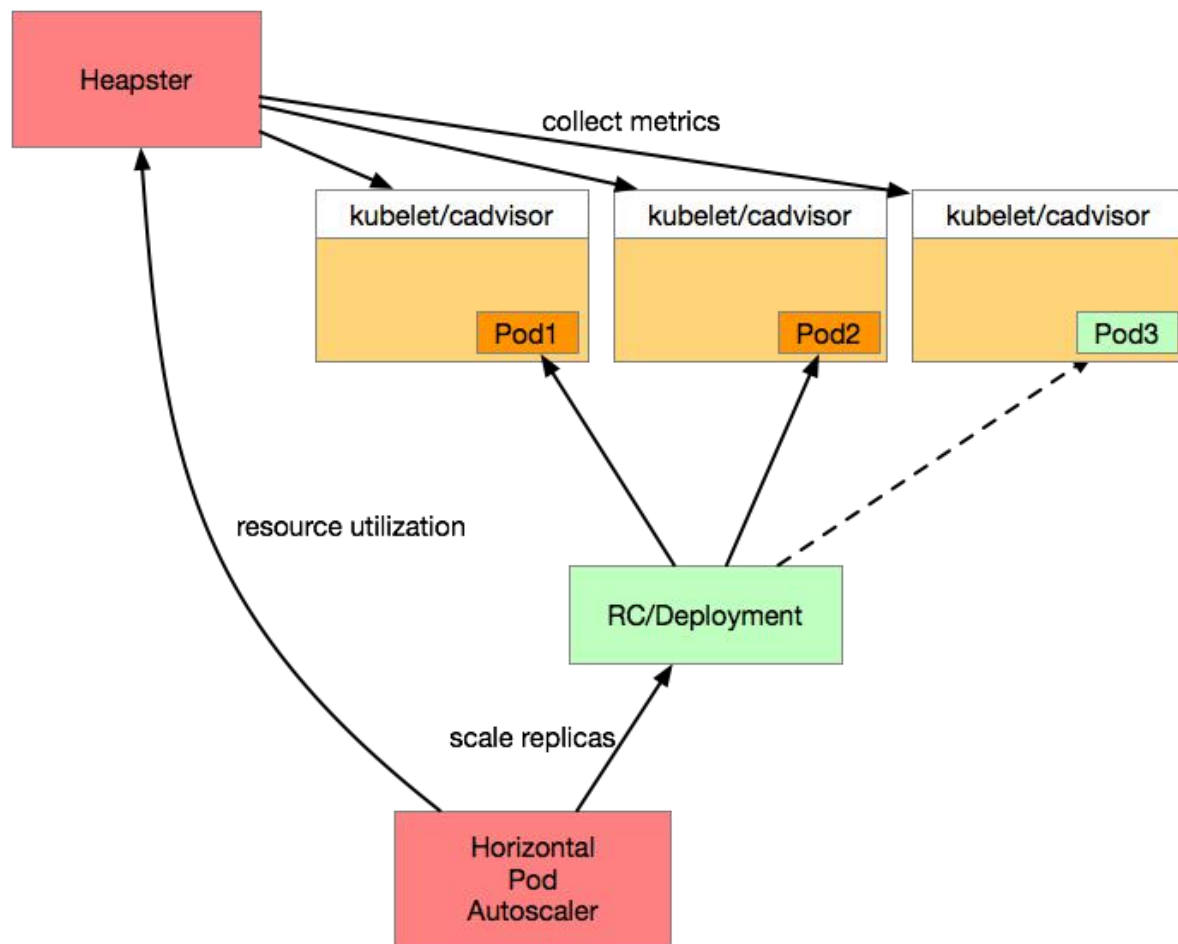 Heapster
collect metrics
kubelet/cadvisor
kubelet/cadvisor
kubelet/cadvisor
Pod1
Pod2
Pod3
resource utilization
RC/Deployment
scale replicas
Horizontal
Pod
Autoscaler